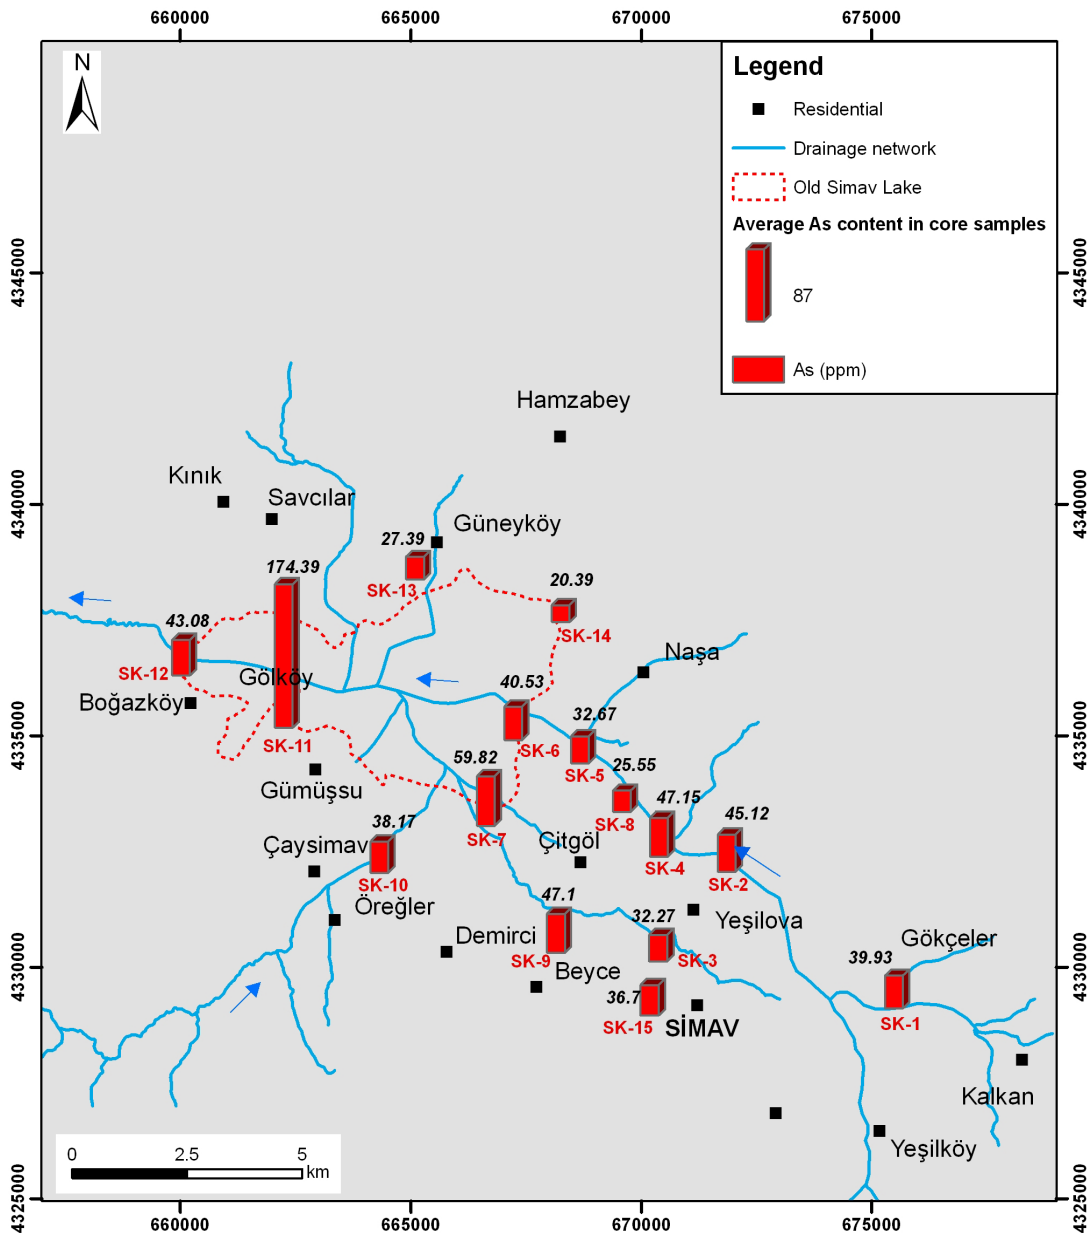 660000
665000
670000
675000
N
Legend
Residential
Drainage network
Old Simav Lake
Average As content in core samples
87
As (ppm)
4345000
4345000
Hamzabey
Kınık
Savcılar
4340000
4340000
Güneyköy
27.39
SK-13
174.39
20.39
SK-14
43.08
SK-12
Naşa
Gölköy
Boğazköy
40.53
SK-6
32.67
SK-5
4335000
4335000
SK-11
59.82
SK-7
25.55
SK-8
Gümüşsu
47.15
SK-4
45.12
SK-2
38.17
Çaysimav
SK-10
Çitgöl
Öreğler
47.1
SK-9
32.27
SK-3
Yeşilova
Demirci
Gökçeler
39.93
SK-1
4330000
4330000
Beyce
36.7
SK-15
SİMAV
Kalkan
Yeşilköy
0
2.5
5
km
4325000
4325000
660000
665000
670000
675000